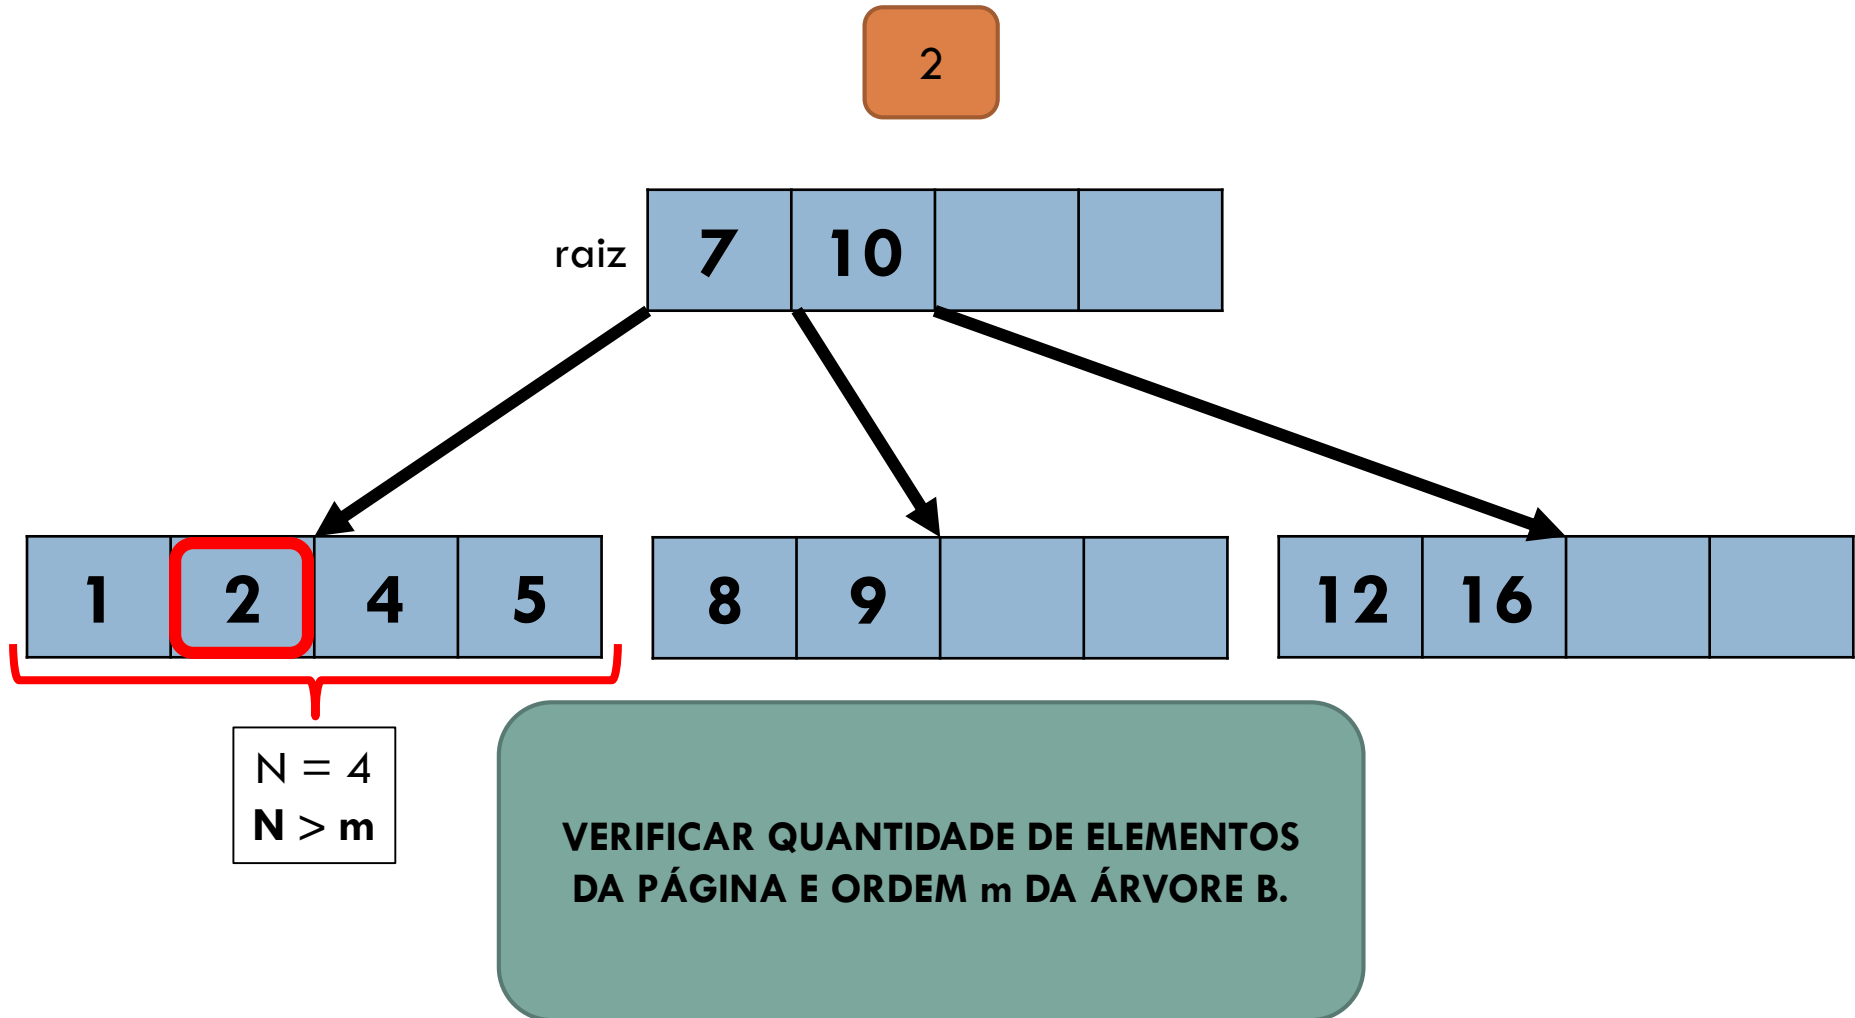 2
raiz 7 10
1 2 4 5 8 9 12 16
N = 4
N > m
VERIFICAR QUANTIDADE DE ELEMENTOS
DA PÁGINA E ORDEM m DA ÁRVORE B.